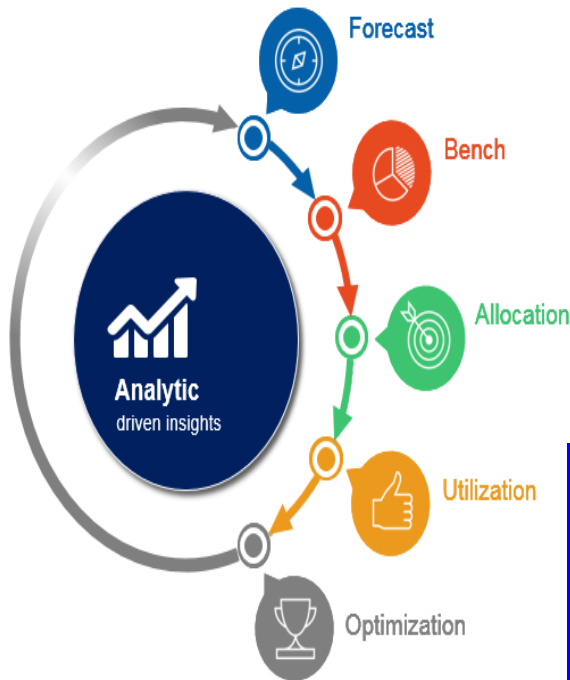 Forecast
Bench
Allocation
Analytic
driven insights
Utilization
Optimization